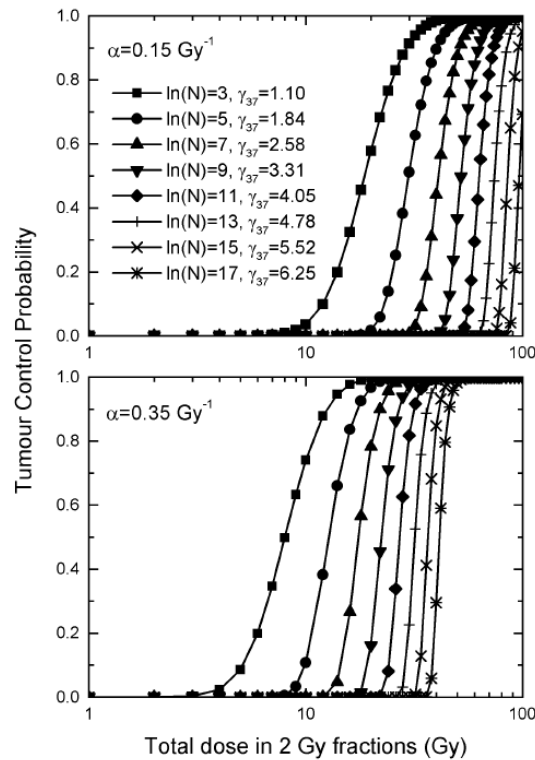 1.0
0.8
0.6
0.4
0.2
0.0
α=0.15 Gy⁻¹
ln(N)=3, γ₃₇=1.10
ln(N)=5, γ₃₇=1.84
ln(N)=7, γ₃₇=2.58
ln(N)=9, γ₃₇=3.31
ln(N)=11, γ₃₇=4.05
ln(N)=13, γ₃₇=4.78
ln(N)=15, γ₃₇=5.52
ln(N)=17, γ₃₇=6.25
1 10 100
Tumour Control Probability
1.0
0.8
0.6
0.4
0.2
0.0
α=0.35 Gy⁻¹
1 10 100
Total dose in 2 Gy fractions (Gy)